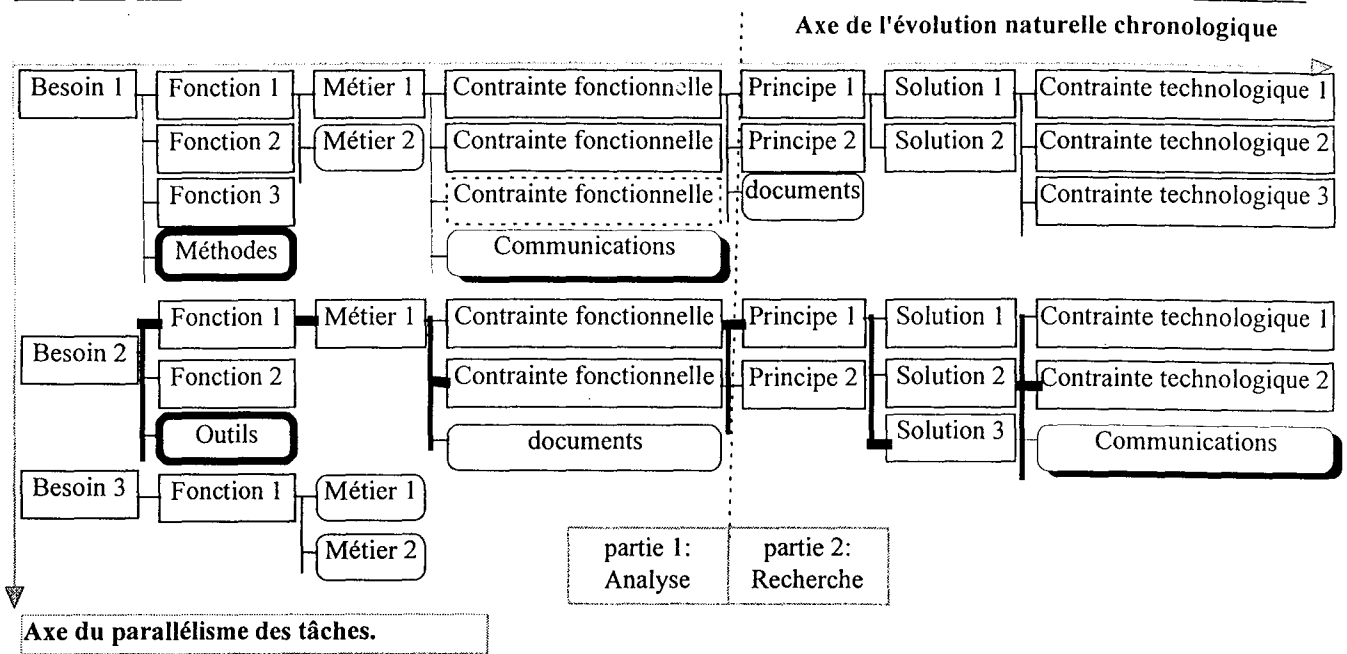 Axe de l'évolution naturelle chronologique
Besoin 1 Fonction 1 Métier 1 Contrainte fonctionnelle Principe 1 Solution 1 Contrainte technologique 1
Fonction 2 Métier 2 Contrainte fonctionnelle Principe 2 Solution 2 Contrainte technologique 2
Fonction 3 Contrainte fonctionnelle documents Contrainte technologique 3
Méthodes Communications
Fonction 1 Métier 1 Contrainte fonctionnelle Principe 1 Solution 1 Contrainte technologique 1
Besoin 2
Fonction 2 Contrainte fonctionnelle Principe 2 Solution 2 Contrainte technologique 2
Outils documents Solution 3 Communications
Besoin 3 Fonction 1 Métier 1
Métier 2
partie 1: partie 2:
Analyse Recherche
Axe du parallélisme des tâches.